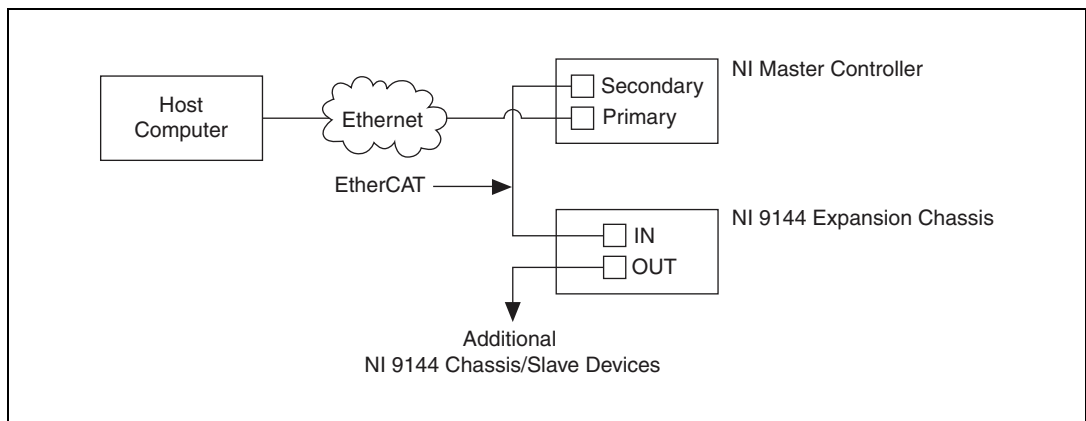 Host
Computer
Ethernet
Secondary
Primary
NI Master Controller
EtherCAT
IN
OUT
NI 9144 Expansion Chassis
Additional
NI 9144 Chassis/Slave Devices